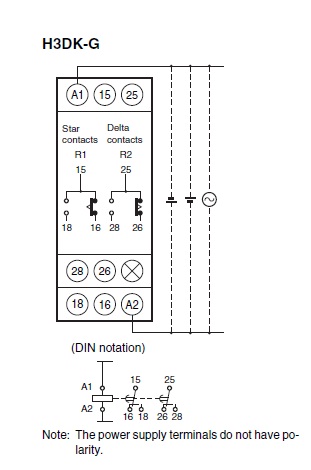 H3DK-G
A1 15 25
Star contacts
Delta contacts
R1 R2
15 25
18 16 28 26
28 26
18 16 A2
(DIN notation)
15 25
A1
A2
16 18 26 28
Note: The power supply terminals do not have po-
larity.